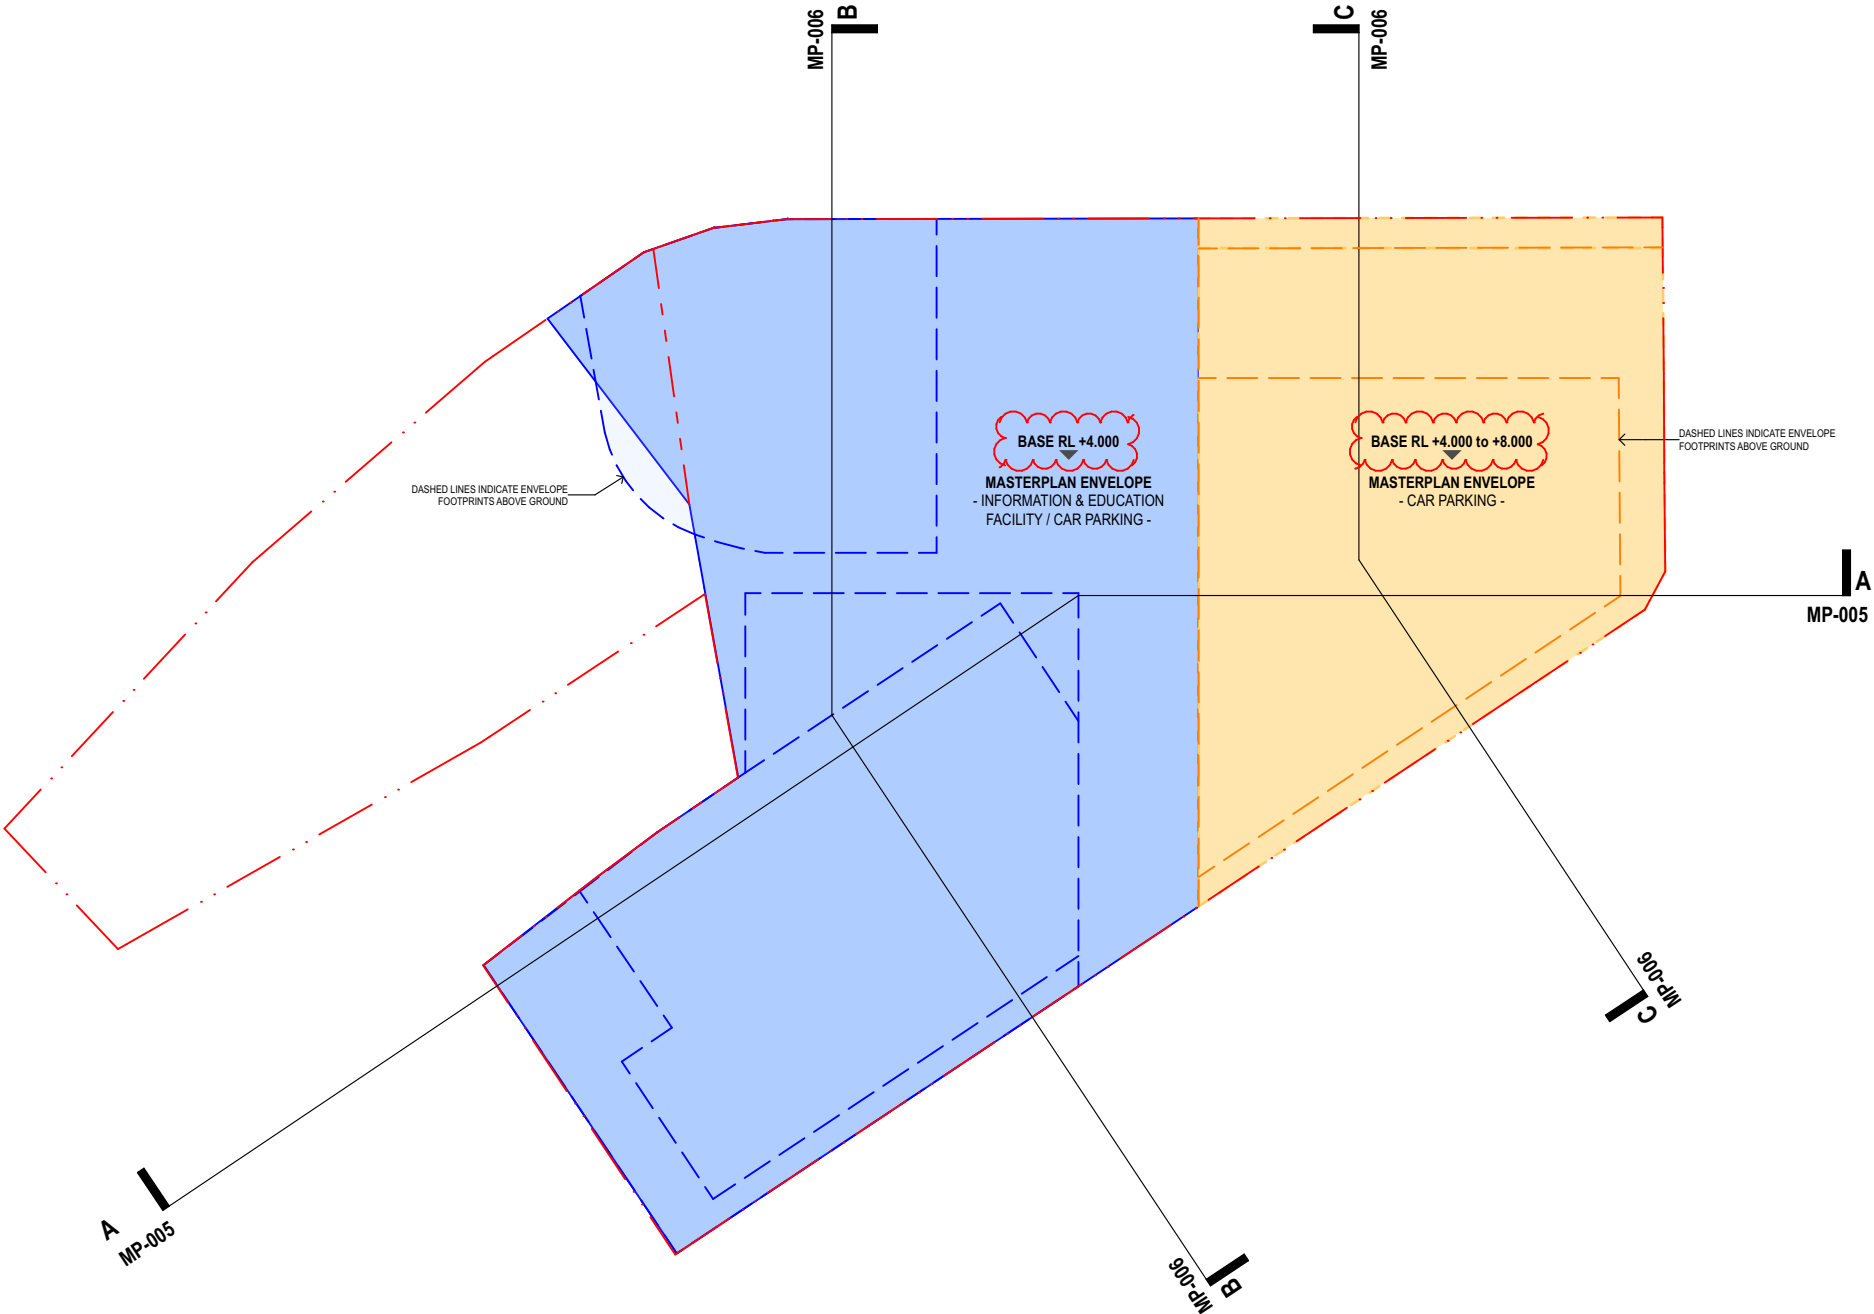 B
MP-006
C
MP-006
BASE RL +4.000
MASTERPLAN ENVELOPE
- INFORMATION & EDUCATION
FACILITY / CAR PARKING -
BASE RL +4.000 to +8.000
MASTERPLAN ENVELOPE
- CAR PARKING -
DASHED LINES INDICATE ENVELOPE
FOOTPRINTS ABOVE GROUND
DASHED LINES INDICATE ENVELOPE
FOOTPRINTS ABOVE GROUND
A
MP-005
MP-006
C
A
MP-005
MP-006
B